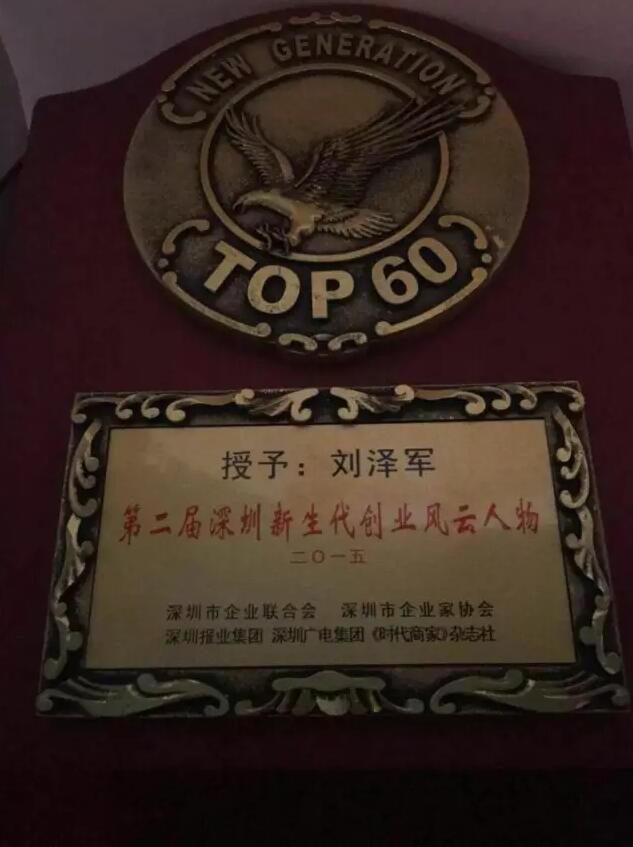 NEW GENERATION
TOP 60
授予：刘泽军
第二届深圳新生代创业风云人物
二〇一五
深圳市企业联合会 深圳市企业家协会
深圳报业集团 深圳广电集团《时代商家》杂志社